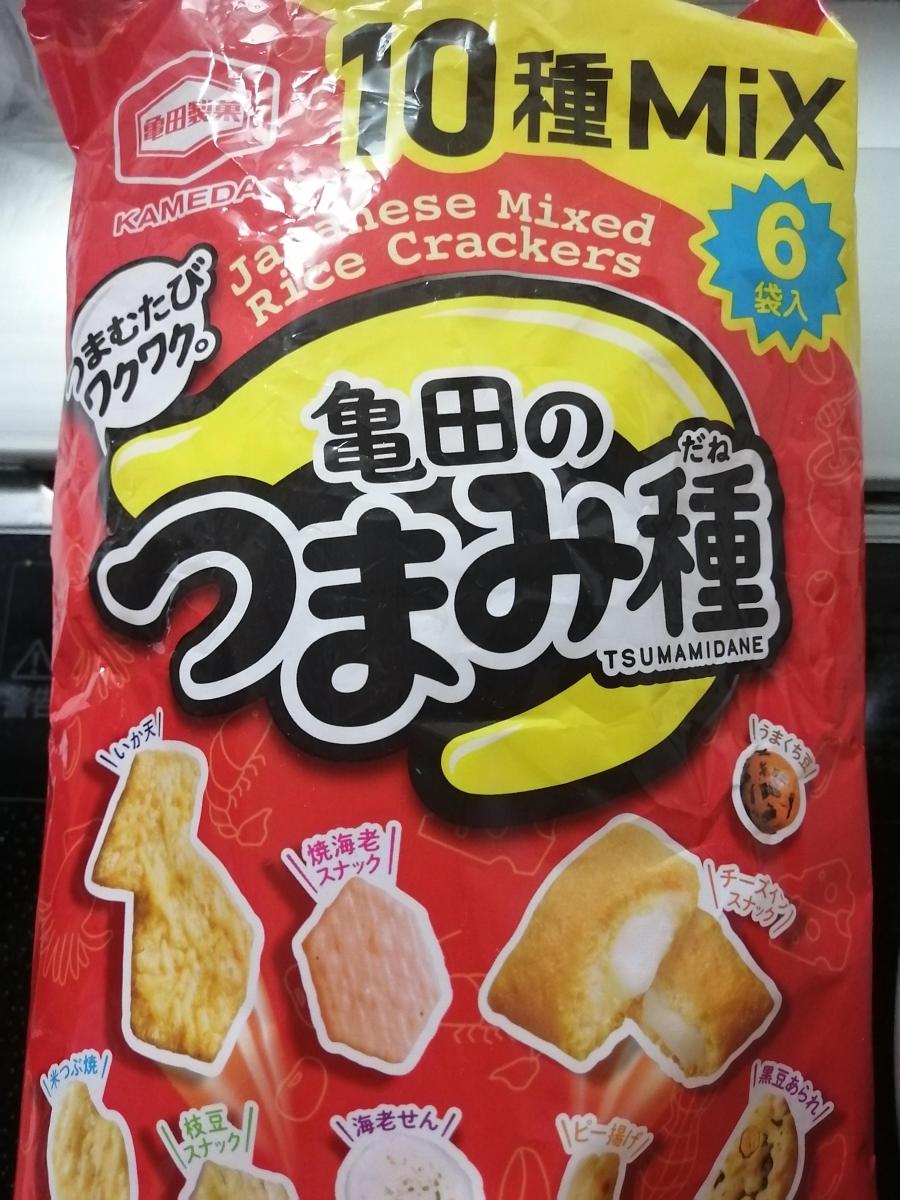 10種MiX
亀田製菓
KAMEDA
Japanese Mixed
Rice Crackers
6
袋入
つまむたび
ワクワク。
亀田の
つまみ種
だね
TSUMAMIDANE
いか天
うまくち豆
焼海老
スナック
チーズイン
スナック
米つぶ焼
枝豆
スナック
海老せん
ピー揚げ
黒豆あられ